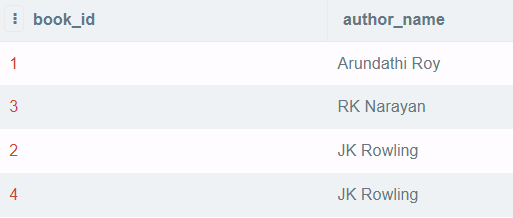 book_id author_name
1 Arundathi Roy
3 RK Narayan
2 JK Rowling
4 JK Rowling